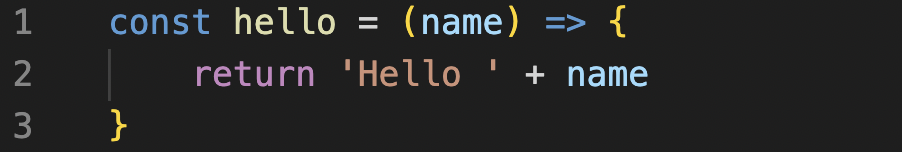 1 const hello = (name) => {
2     return 'Hello ' + name
3 }